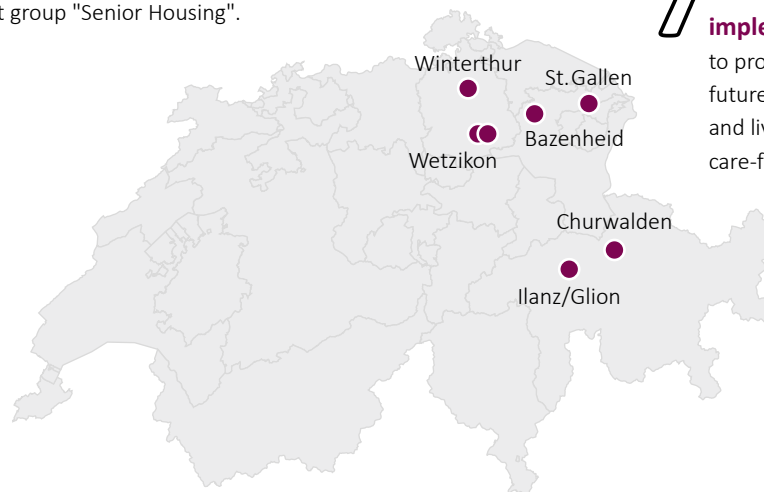 t group "Senior Housing".
imple
to pro
future
and liv
care-f
Winterthur
St.Gallen
Bazenheid
Wetzikon
Churwalden
Ilanz/Glion